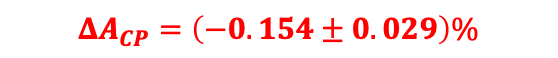 ΔA_CP = (−0.154 ± 0.029)%